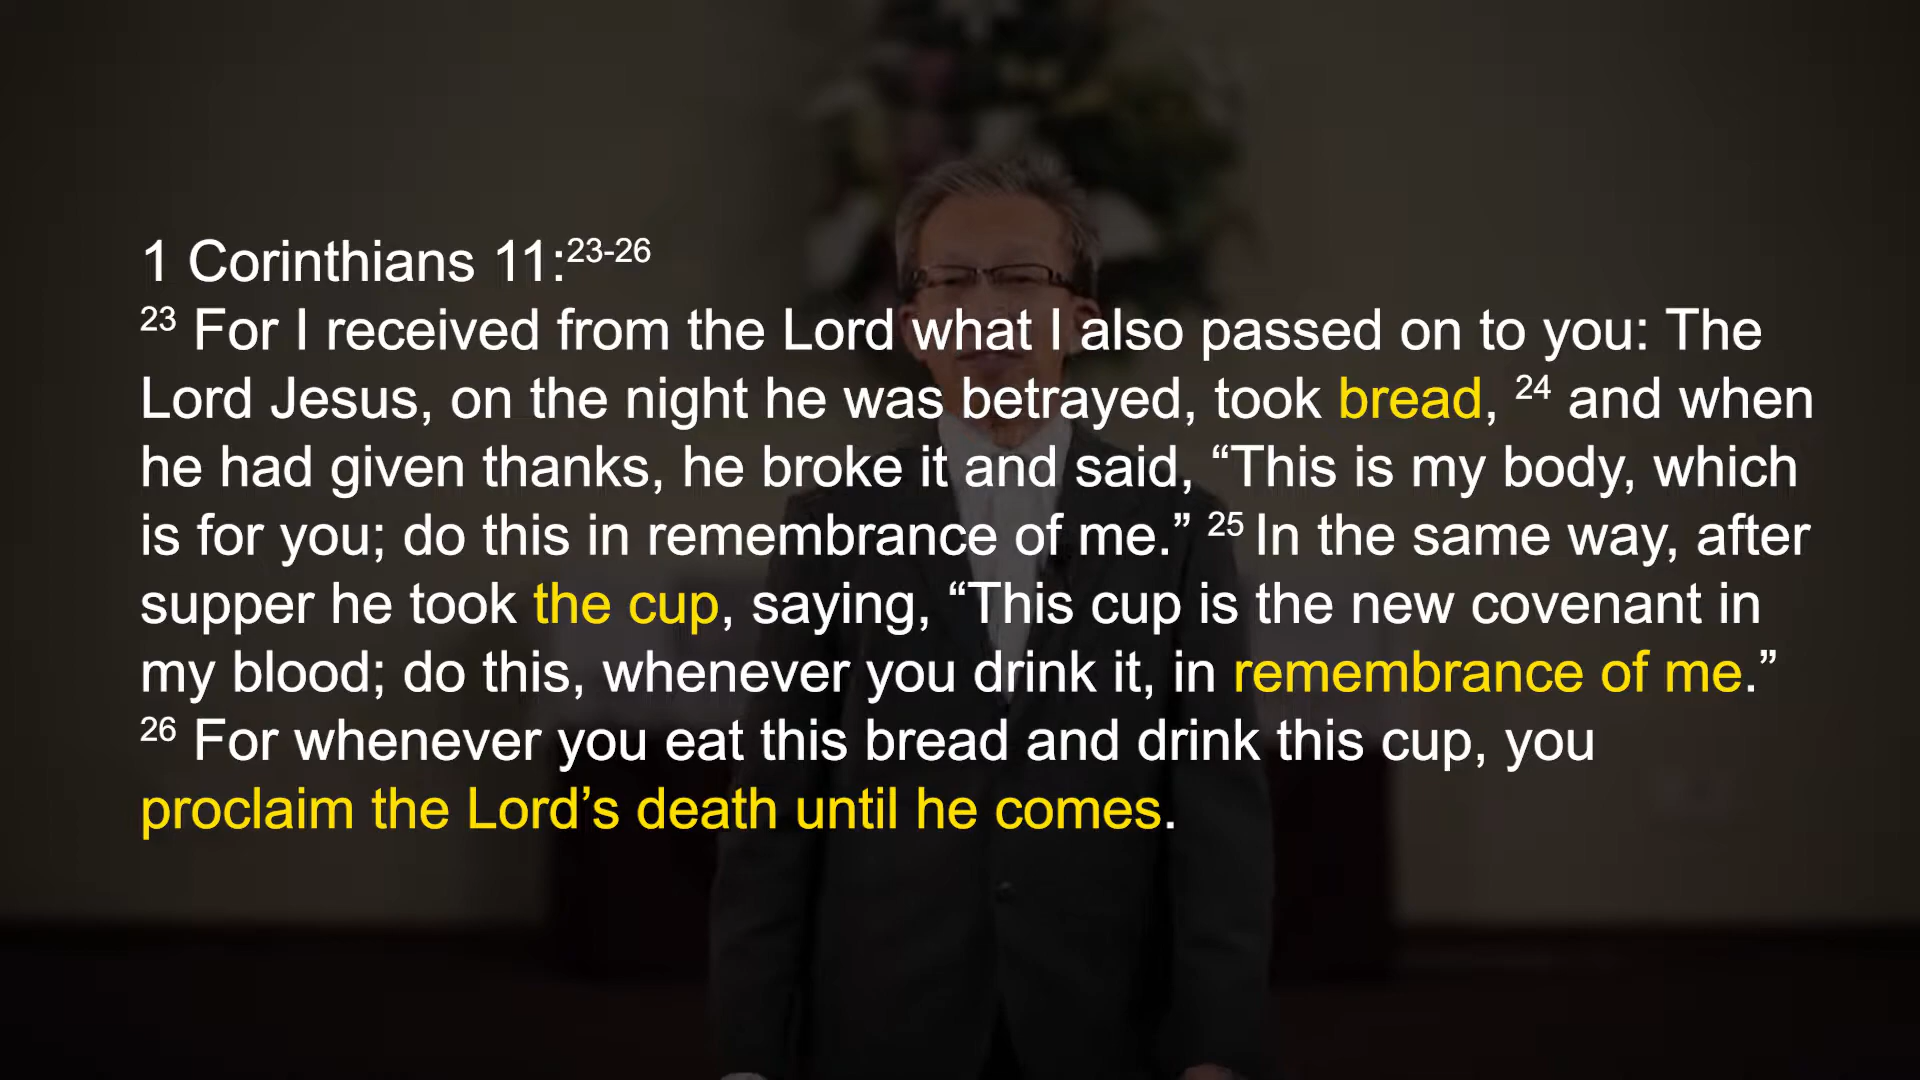 1 Corinthians 11:23-26
23 For I received from the Lord what I also passed on to you: The
Lord Jesus, on the night he was betrayed, took bread, 24 and when
he had given thanks, he broke it and said, “This is my body, which
is for you; do this in remembrance of me.” 25 In the same way, after
supper he took the cup, saying, “This cup is the new covenant in
my blood; do this, whenever you drink it, in remembrance of me.”
26 For whenever you eat this bread and drink this cup, you
proclaim the Lord’s death until he comes.